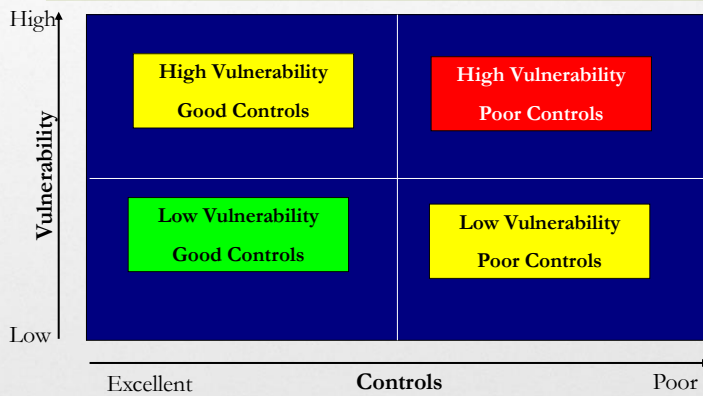 High
High Vulnerability
Good Controls
High Vulnerability
Poor Controls
Vulnerability
Low Vulnerability
Good Controls
Low Vulnerability
Poor Controls
Low
Excellent
Controls
Poor